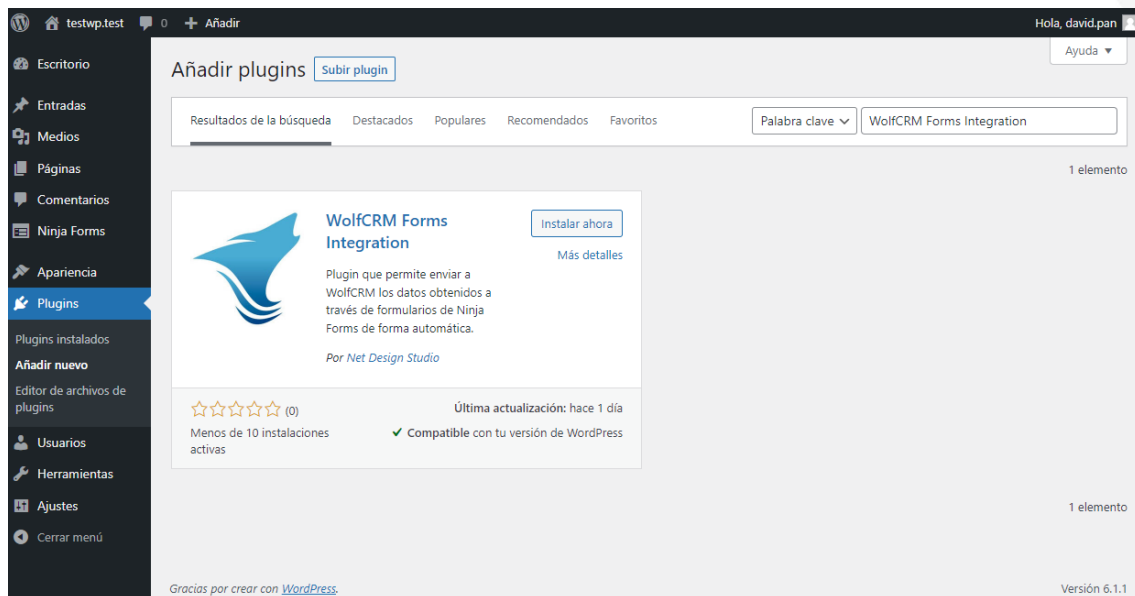 testwp.test 0 Añadir Hola, david.pan
Ayuda
Escritorio
Entradas
Medios
Páginas
Comentarios
Ninja Forms
Apariencia
Plugins
Plugins instalados
Añadir nuevo
Editor de archivos de
plugins
Usuarios
Herramientas
Ajustes
Cerrar menú
Añadir plugins Subir plugin
Resultados de la búsqueda Destacados Populares Recomendados Favoritos Palabra clave WolfCRM Forms Integration
1 elemento
WolfCRM Forms
Integration
Instalar ahora
Más detalles
Plugin que permite enviar a
WolfCRM los datos obtenidos a
través de formularios de Ninja
Forms de forma automática.
Por Net Design Studio
(0)
Menos de 10 instalaciones
activas
Última actualización: hace 1 día
Compatible con tu versión de WordPress
1 elemento
Gracias por crear con WordPress. Versión 6.1.1